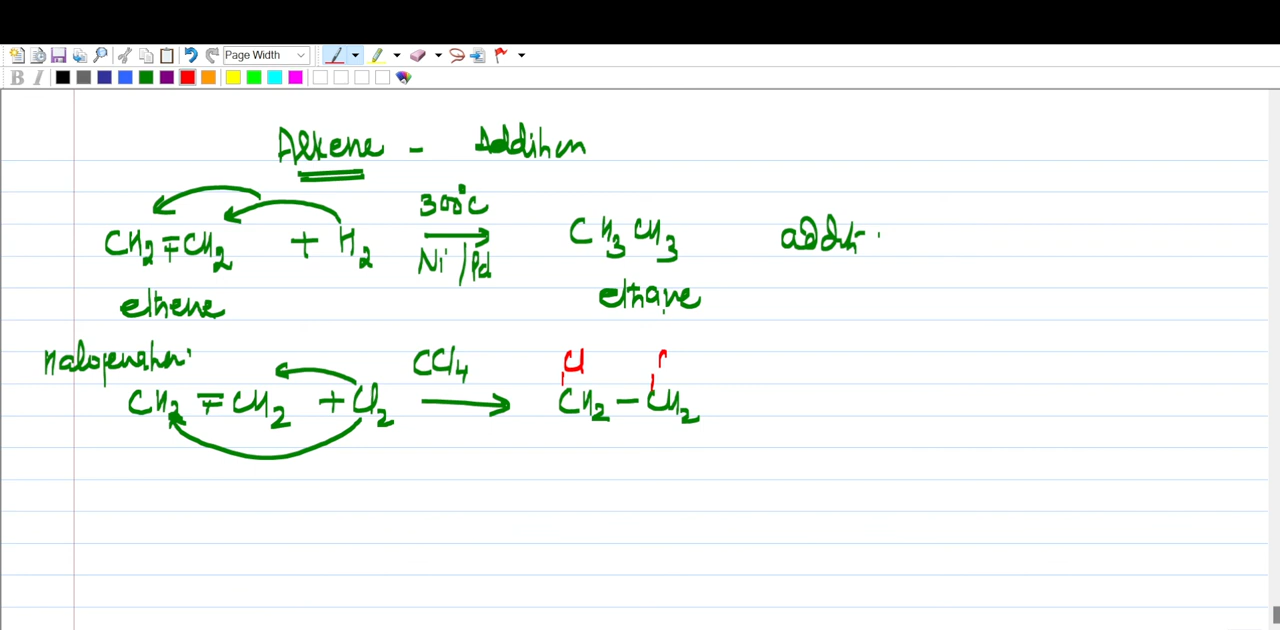 Page Width
B I
Alkene - Addition
300°C
CH2=CH2 + H2 → CH3CH3 addit.
Ni/Pd
ethene ethane
Halogenation
CCl4 Cl
CH2=CH2 + Cl2 → CH2-CH2